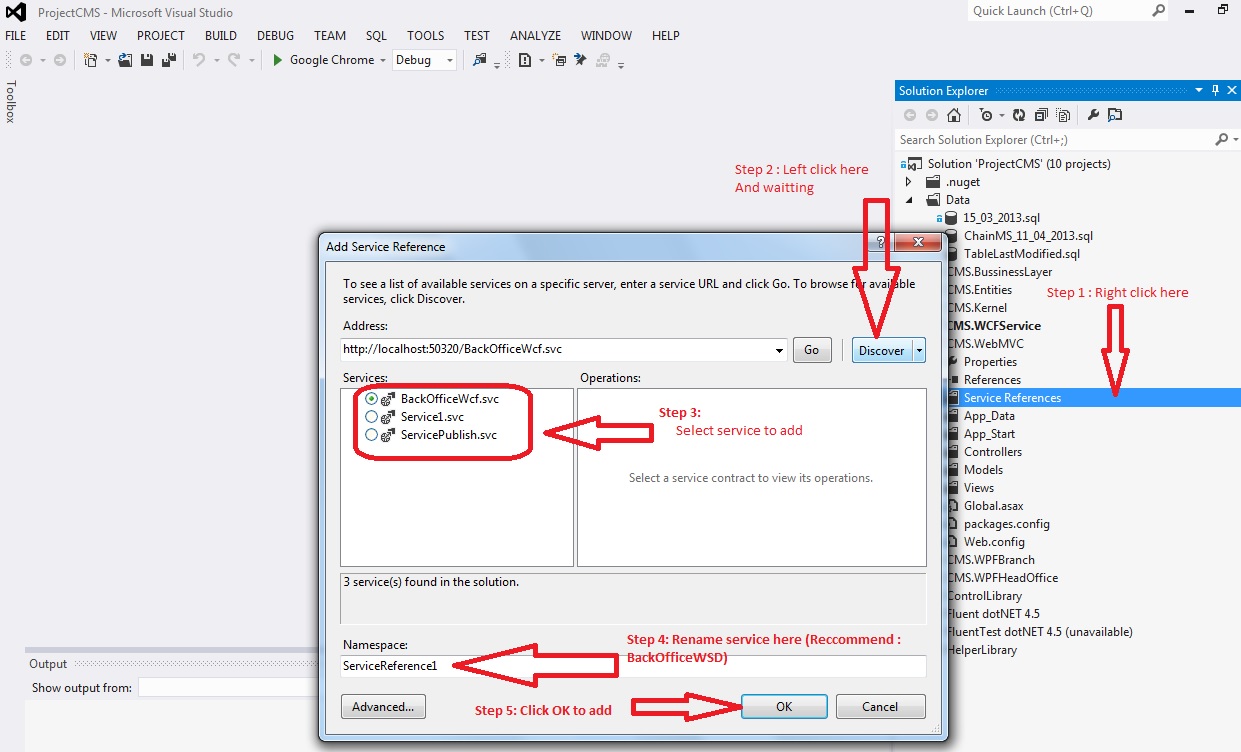 ProjectCMS - Microsoft Visual Studio
Quick Launch (Ctrl+Q)
FILE EDIT VIEW PROJECT BUILD DEBUG TEAM SQL TOOLS TEST ANALYZE WINDOW HELP
Google Chrome Debug
Toolbox
Solution Explorer
Search Solution Explorer (Ctrl+;)
Solution 'ProjectCMS' (10 projects)
.nuget
Data
15_03_2013.sql
ChainMS_11_04_2013.sql
TableLastModified.sql
CMS.BussinessLayer
CMS.Entities
CMS.Kernel
CMS.WCFService
CMS.WebMVC
Properties
References
Service References
App_Data
App_Start
Controllers
Models
Views
Global.asax
packages.config
Web.config
CMS.WPFBranch
CMS.WPFHeadOffice
ControlLibrary
Fluent dotNET 4.5
FluentTest dotNET 4.5 (unavailable)
HelperLibrary
Step 1 : Right click here
Step 2 : Left click here
And waitting
Add Service Reference
?
To see a list of available services on a specific server, enter a service URL and click Go. To browse for available
services, click Discover.
Address:
http://localhost:50320/BackOfficeWcf.svc
Go
Discover
Services:
Operations:
BackOfficeWcf.svc
Service1.svc
ServicePublish.svc
Step 3:
Select service to add
Select a service contract to view its operations.
3 service(s) found in the solution.
Namespace:
ServiceReference1
Step 4: Rename service here (Reccommend :
BackOfficeWSD)
Advanced...
Step 5: Click OK to add
OK
Cancel
Output
Show output from: